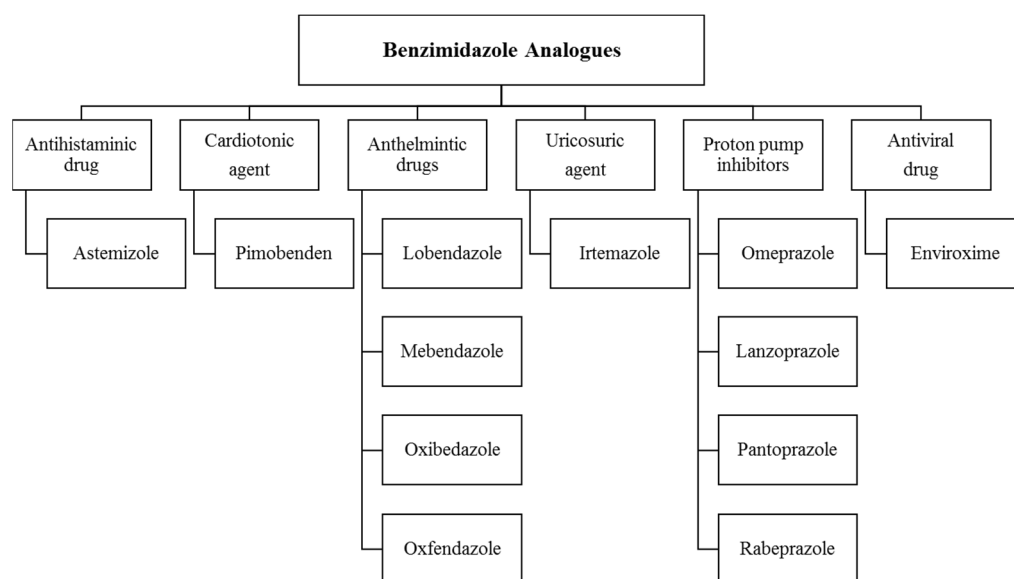 Benzimidazole Analogues
Antihistaminic
drug
Cardiotonic
agent
Anthelmintic
drugs
Uricosuric
agent
Proton pump
inhibitors
Antiviral
drug
Astemizole
Pimobenden
Lobendazole
Irtemazole
Omeprazole
Enviroxime
Mebendazole
Lanzoprazole
Oxibedazole
Pantoprazole
Oxfendazole
Rabeprazole